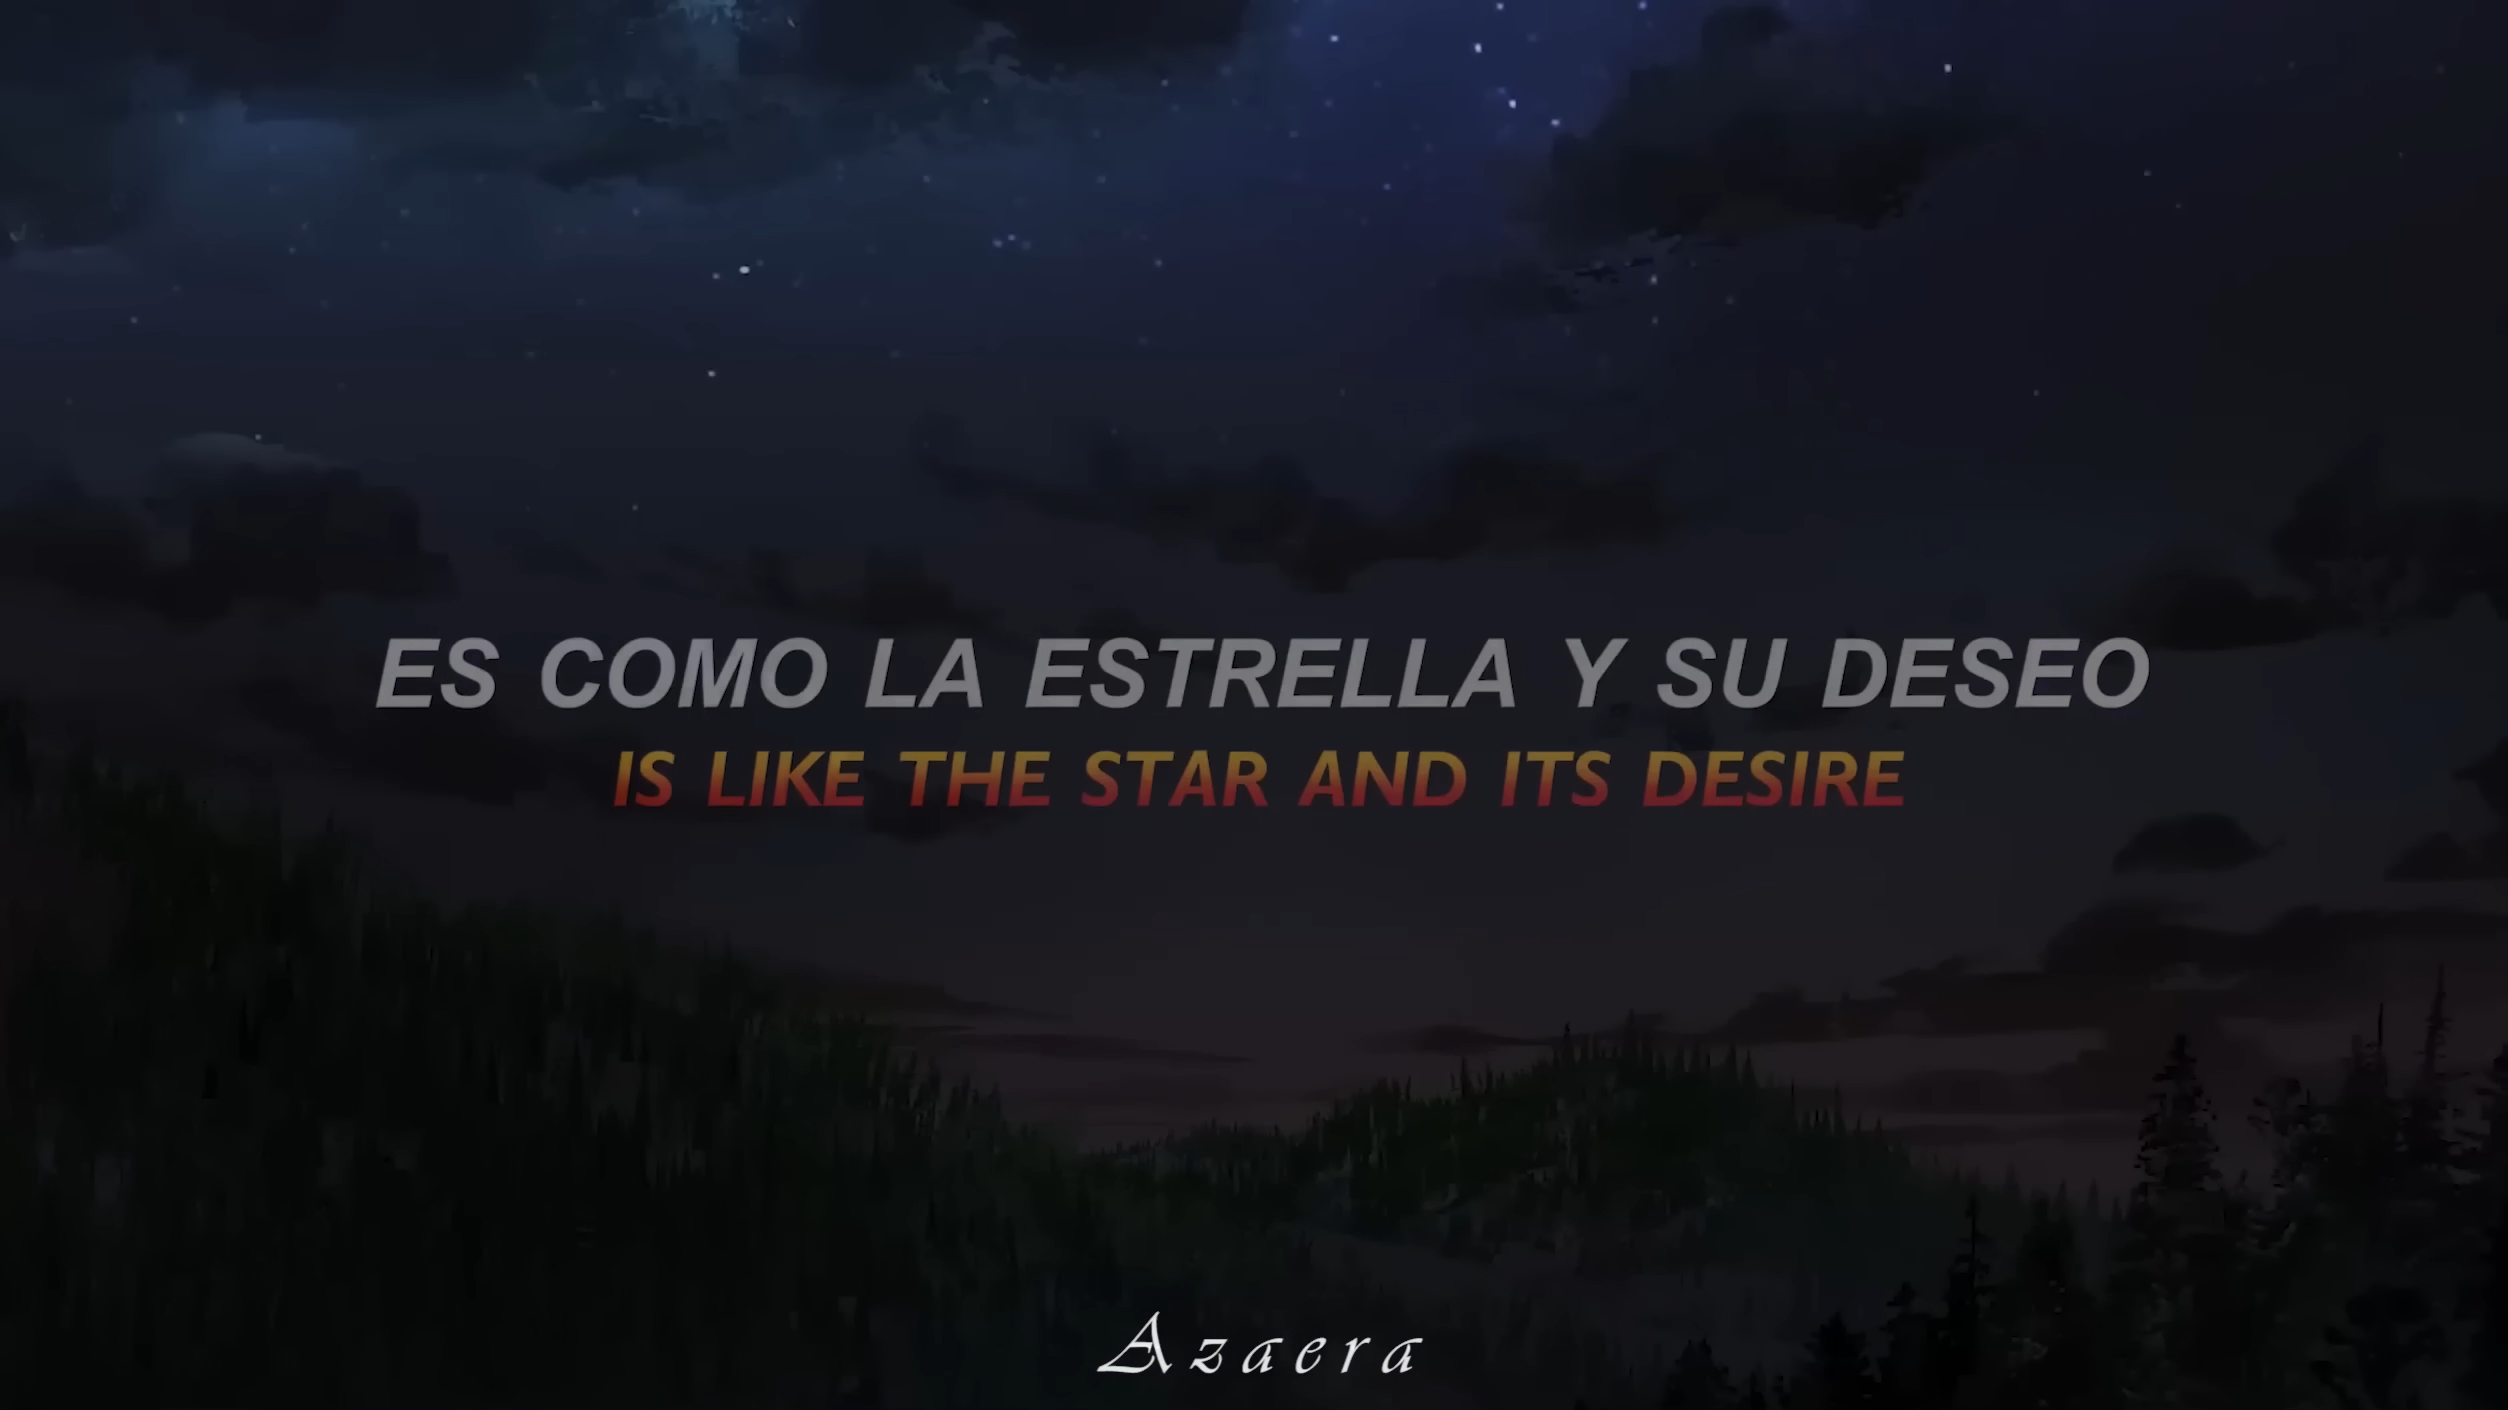 ES COMO LA ESTRELLA Y SU DESEO
IS LIKE THE STAR AND ITS DESIRE
Azaera